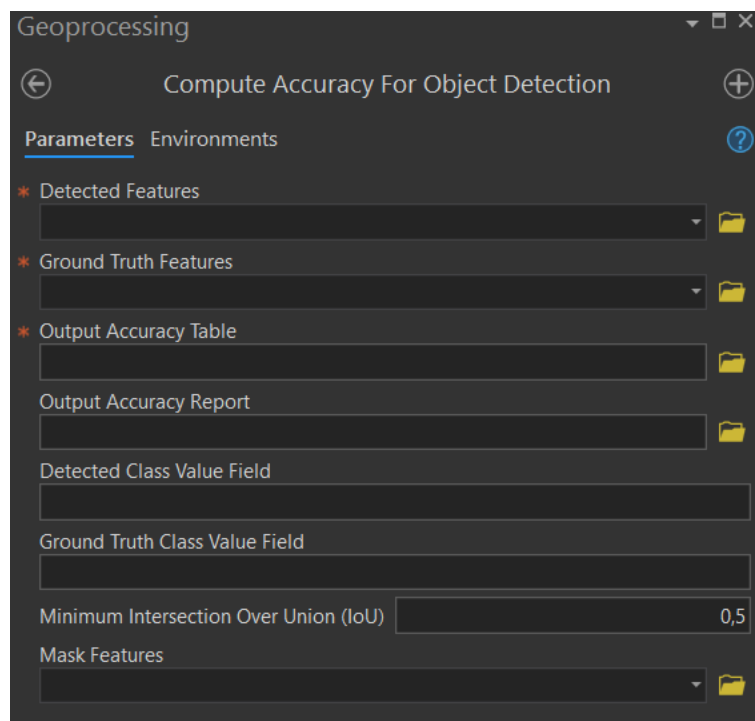 Geoprocessing
Compute Accuracy For Object Detection
Parameters Environments
?
* Detected Features
* Ground Truth Features
* Output Accuracy Table
Output Accuracy Report
Detected Class Value Field
Ground Truth Class Value Field
Minimum Intersection Over Union (IoU) 0,5
Mask Features